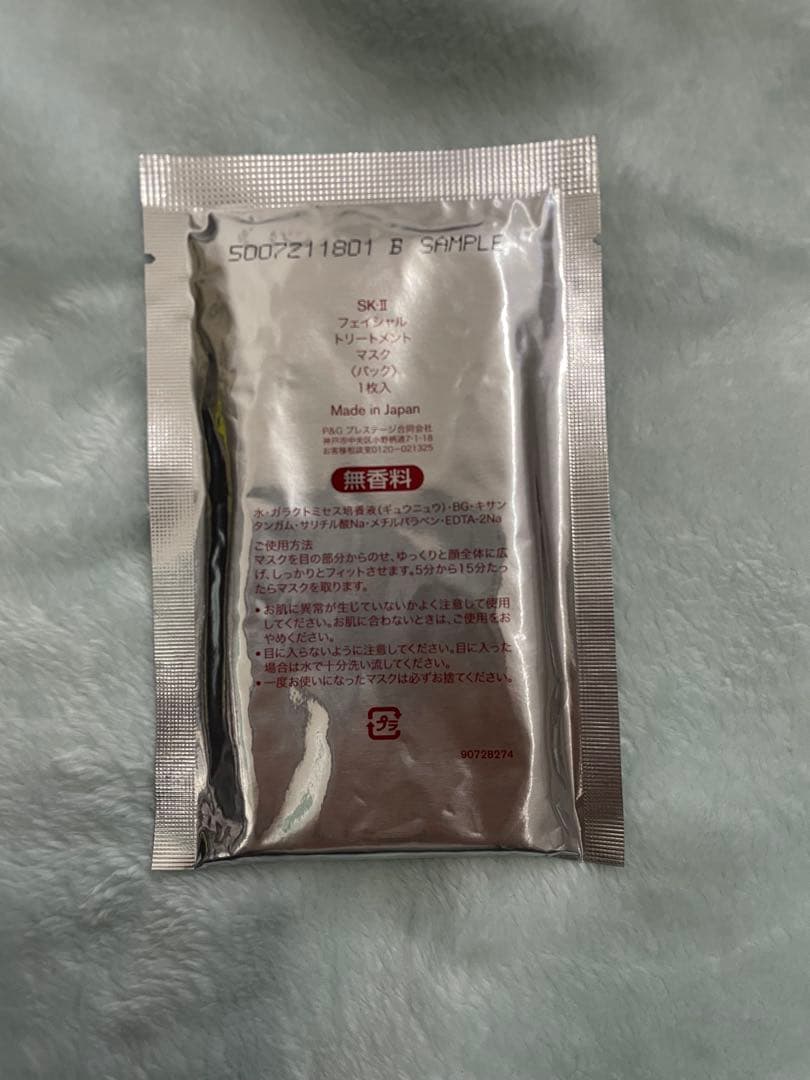 5007211801 B SAMPLE
SK-II
フェイシャル
トリートメント
マスク
〈パック〉
1枚入
Made in Japan
P&G プレステージ合同会社
神戸市中央区小野柄通7-1-18
お客様相談室0120-021325
無香料
水・ガラクトミセス培養液(ギュウニュウ)・BG・キサン
タンガム・サリチル酸Na・メチルパラベン・EDTA-2Na
ご使用方法
マスクを目の部分からのせ、ゆっくりと顔全体に広
げ、しっかりとフィットさせます。5分から15分たっ
たらマスクを取ります。
• お肌に異常が生じていないかよく注意して使用
してください。お肌に合わないときは、ご使用をお
やめください。
• 目に入らないように注意してください。目に入った
場合は水で十分洗い流してください。
• 一度お使いになったマスクは必ずお捨てください。
プラ
90728274